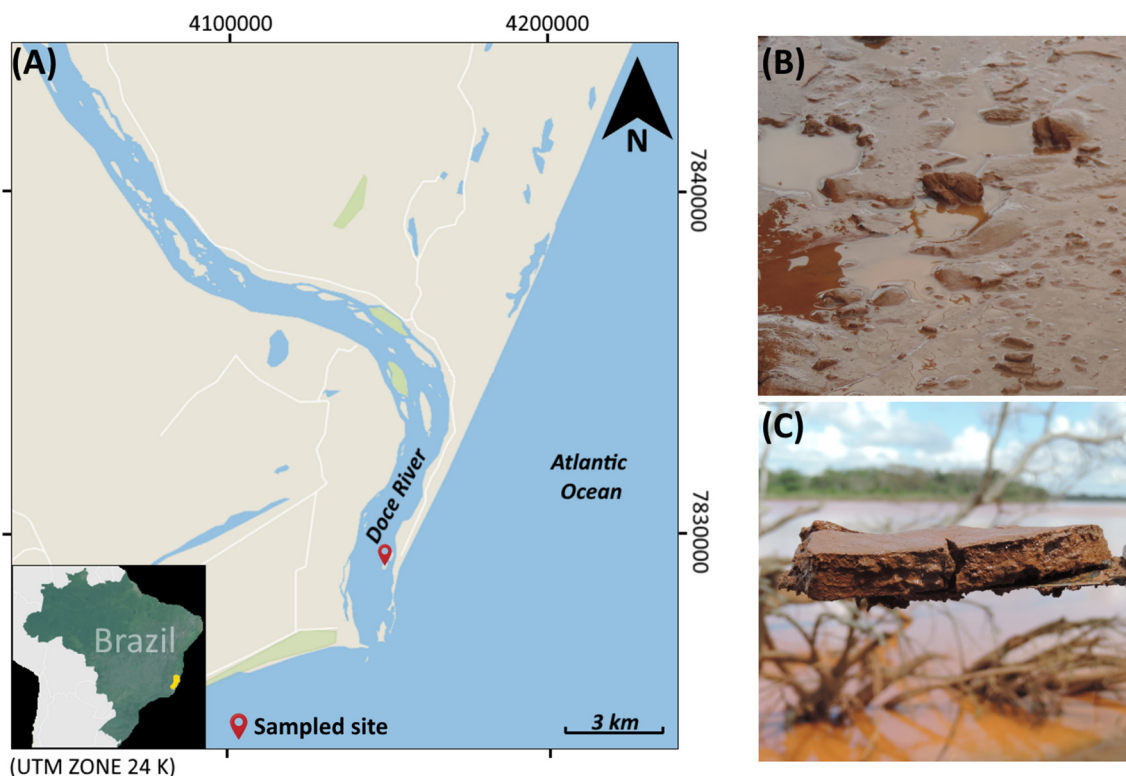 4100000 4200000
(A)
N
7840000
Doce River
Atlantic
Ocean
7830000
Brazil
Sampled site
3 km
(UTM ZONE 24 K)
(B)
(C)